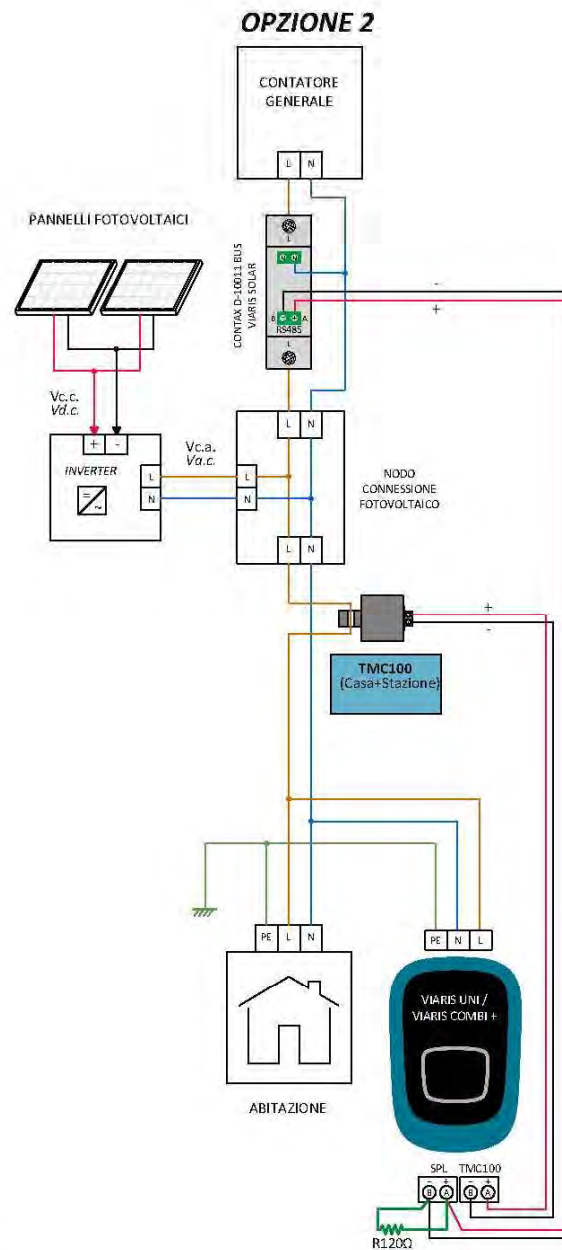 OPZIONE 2
CONTATORE
GENERALE
L N
PANNELLI FOTOVOLTAICI
CONTAX D-10011 BUS
VIARIS SOLAR
L
B - + A
RS485
L
-
+
Vc.c.
Vd.c.
+ -
INVERTER
= ~
L
N
Vc.a.
Va.c.
L N
L
N
L N
NODO
CONNESSIONE
FOTOVOLTAICO
+
-
TMC100
(Casa+Stazione)
PE L N
ABITAZIONE
PE N L
VIARIS UNI /
VIARIS COMBI +
SPL TMC100
- + - +
B A B A
R120Ω